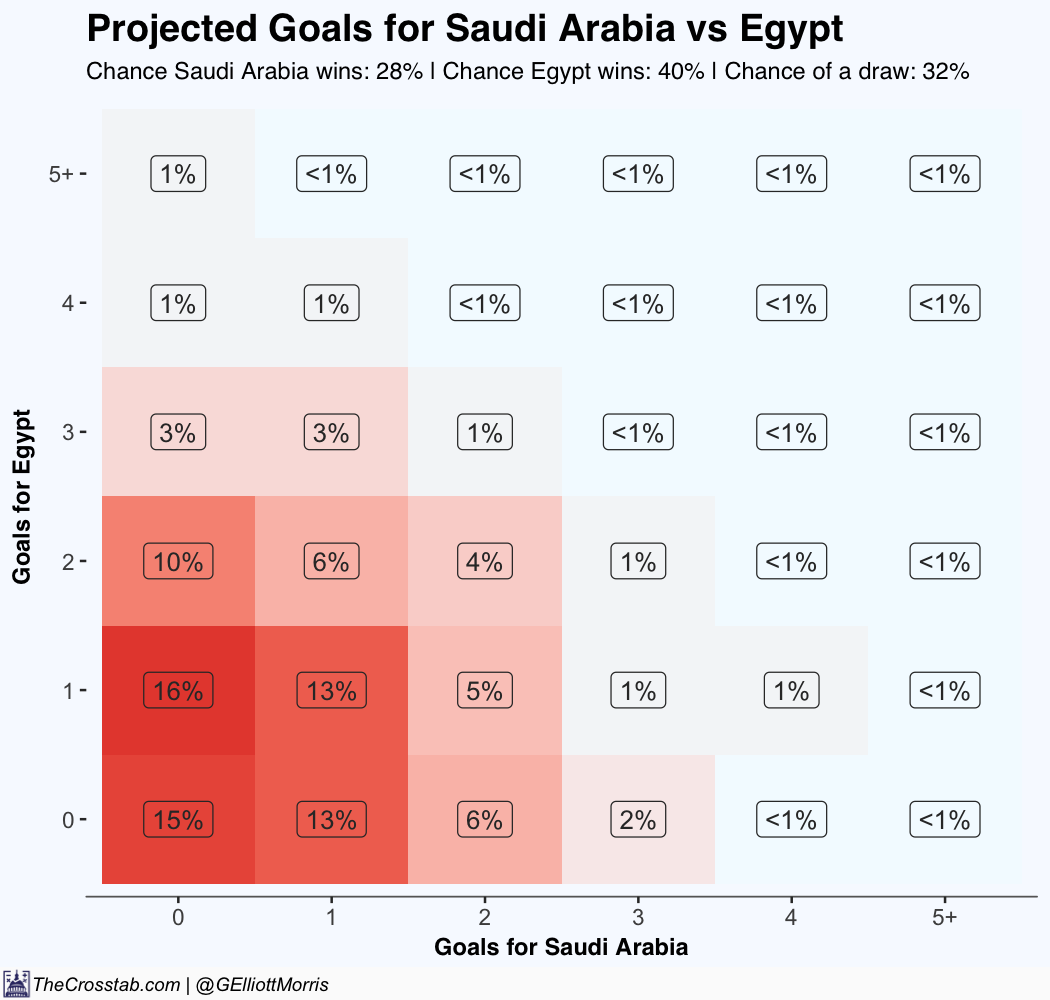 Projected Goals for Saudi Arabia vs Egypt
Chance Saudi Arabia wins: 28% | Chance Egypt wins: 40% | Chance of a draw: 32%
5+ 1% <1% <1% <1% <1% <1%
4 1% 1% <1% <1% <1% <1%
3 3% 3% 1% <1% <1% <1%
2 10% 6% 4% 1% <1% <1%
1 16% 13% 5% 1% 1% <1%
0 15% 13% 6% 2% <1% <1%
Goals for Egypt
0 1 2 3 4 5+
Goals for Saudi Arabia
TheCrosstab.com | @GElliottMorris